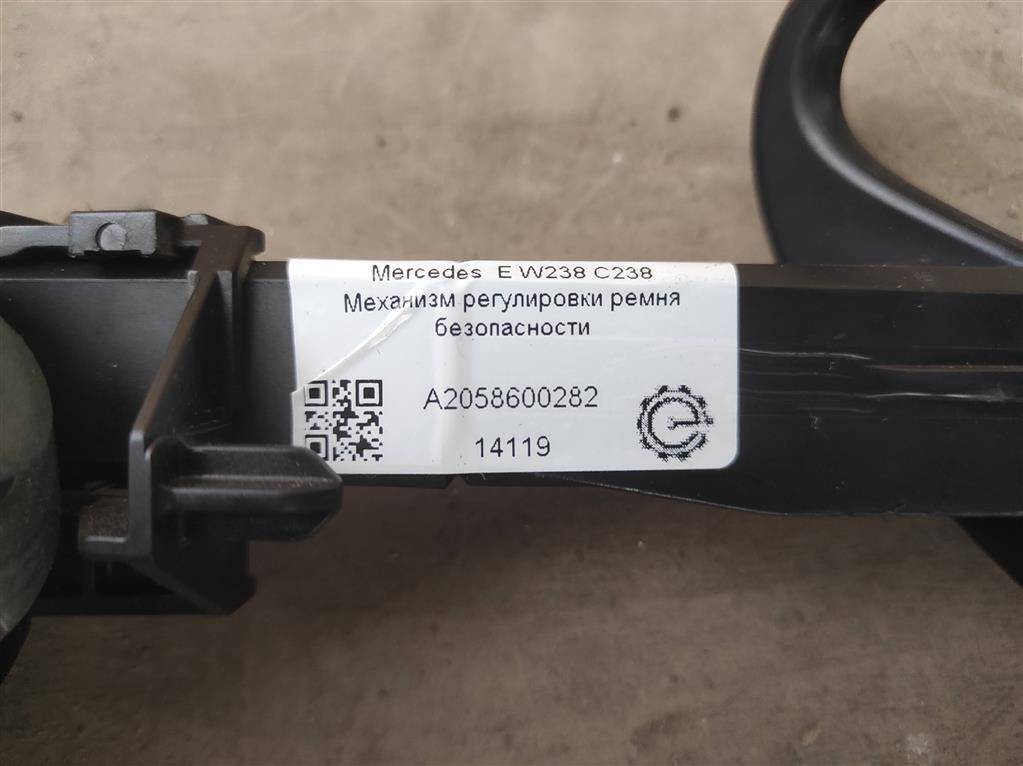 Mercedes E W238 C238
Механизм регулировки ремня
безопасности
A2058600282
14119